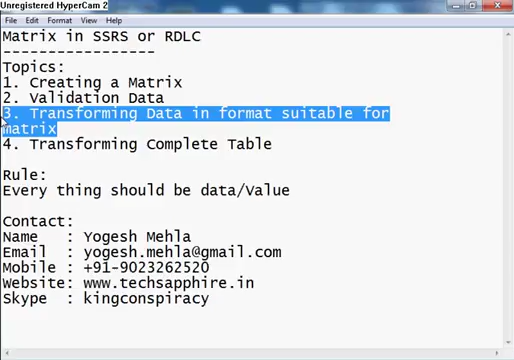 Unregistered HyperCam 2
File Edit Format View Help
Matrix in SSRS or RDLC
-----------------
Topics:
1. Creating a Matrix
2. Validation Data
3. Transforming Data in format suitable for
matrix
4. Transforming Complete Table
Rule:
Every thing should be data/Value
Contact:
Name : Yogesh Mehla
Email : yogesh.mehla@gmail.com
Mobile : +91-9023262520
Website: www.techsapphire.in
Skype : kingconspiracy